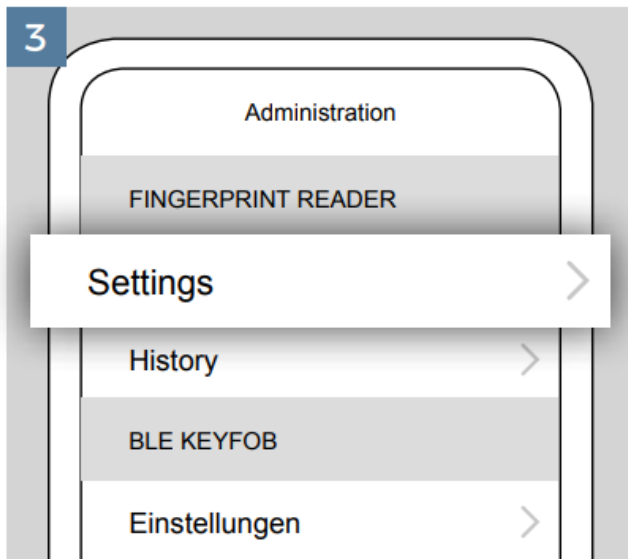 3
Administration
FINGERPRINT READER
Settings
History
BLE KEYFOB
Einstellungen